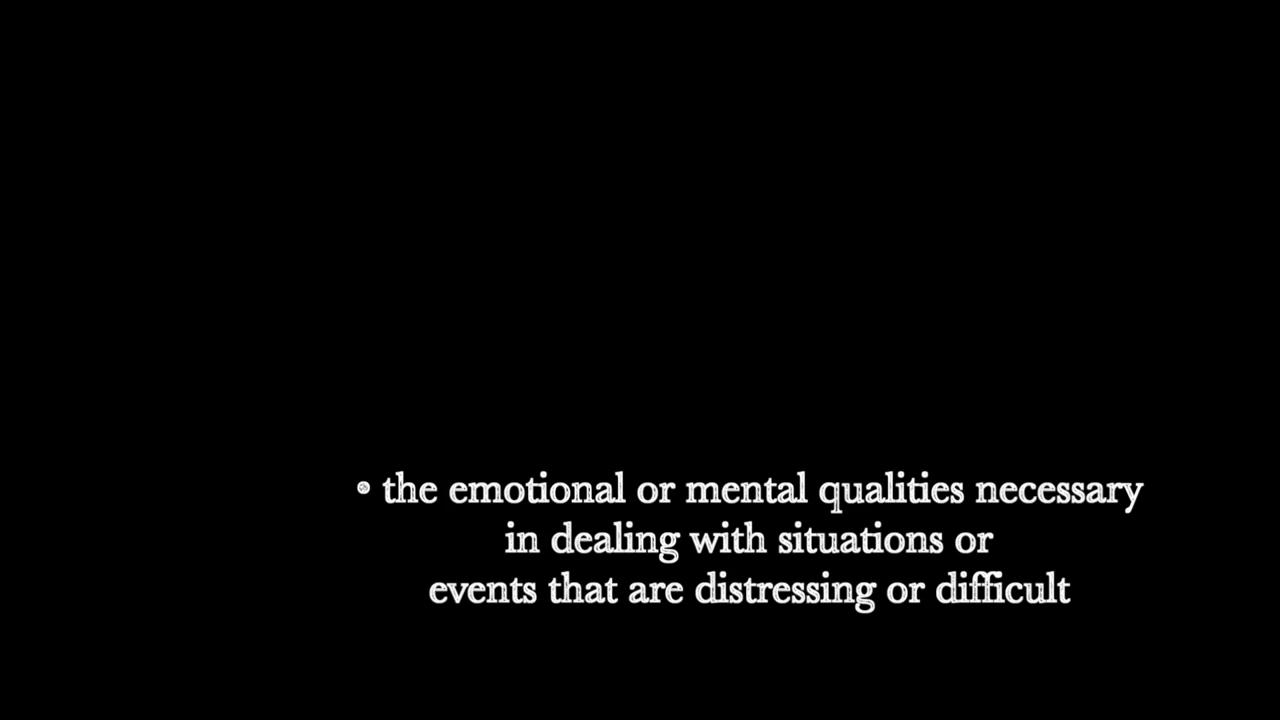 • the emotional or mental qualities necessary
in dealing with situations or
events that are distressing or difficult